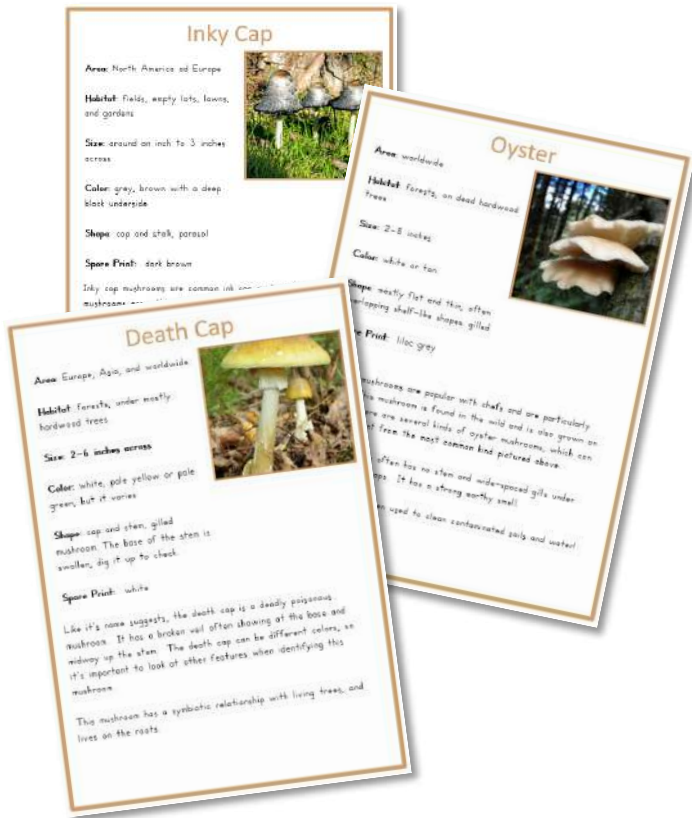 Inky Cap
Area: North America ad Europe
Habitat: fields, empty lots, lawns,
and gardens
Size: around an inch to 3 inches
across
Color: grey, brown with a deep
black underside
Shape: cap and stalk, parasol
Spore Print: dark brown
Inky cap mushrooms are common ink
mushrooms
Oyster
Area: worldwide
Habitat: forests, on dead hardwood
trees
Size: 2-8 inches
Color: white or tan
Shape: mostly flat and thin, often
overlapping shelf-like shapes gilled
Print: lilac grey
mushrooms are popular with chefs and are particularly
his mushroom is found in the wild and is also grown on
ere are several kinds of oyster mushrooms, which can
from the most common kind pictured above.
often has no stem and wide-spaced gills under
aps. It has a strong earthy smell.
en used to clean contaminated soils and water!
Death Cap
Area: Europe, Asia, and worldwide
Habitat: forests, under mostly
hardwood trees
Size: 2-6 inches across
Color: white, pale yellow or pale
green, but it varies
Shape: cap and stem, gilled
mushroom. The base of the stem is
swollen, dig it up to check.
Spore Print: white
Like it's name suggests, the death cap is a deadly poisonous
mushroom. It has a broken veil often showing at the base and
midway up the stem. The death cap can be different colors, so
it's important to look at other features when identifying this
mushroom.
This mushroom has a symbiotic relationship with living trees, and
lives on the roots.